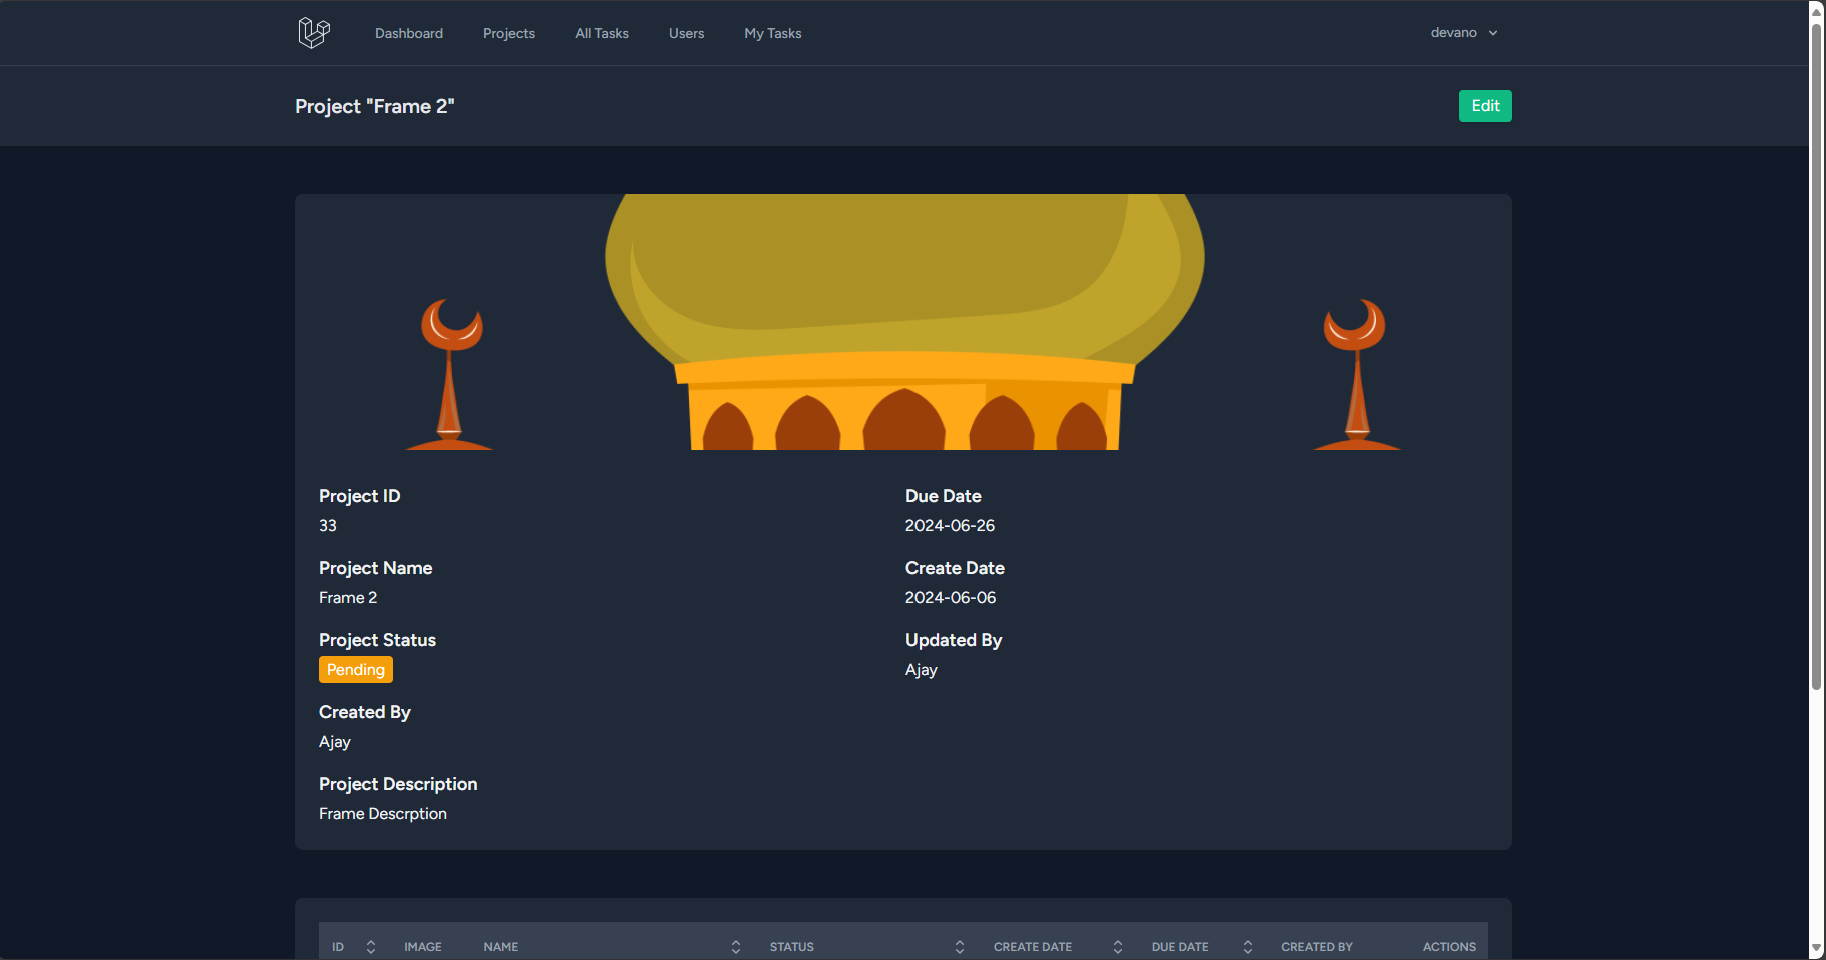 Dashboard Projects All Tasks Users My Tasks devano
Project "Frame 2" Edit
Project ID
33
Project Name
Frame 2
Project Status
Pending
Created By
Ajay
Project Description
Frame Descrption
Due Date
2024-06-26
Create Date
2024-06-06
Updated By
Ajay
ID IMAGE NAME STATUS CREATE DATE DUE DATE CREATED BY ACTIONS